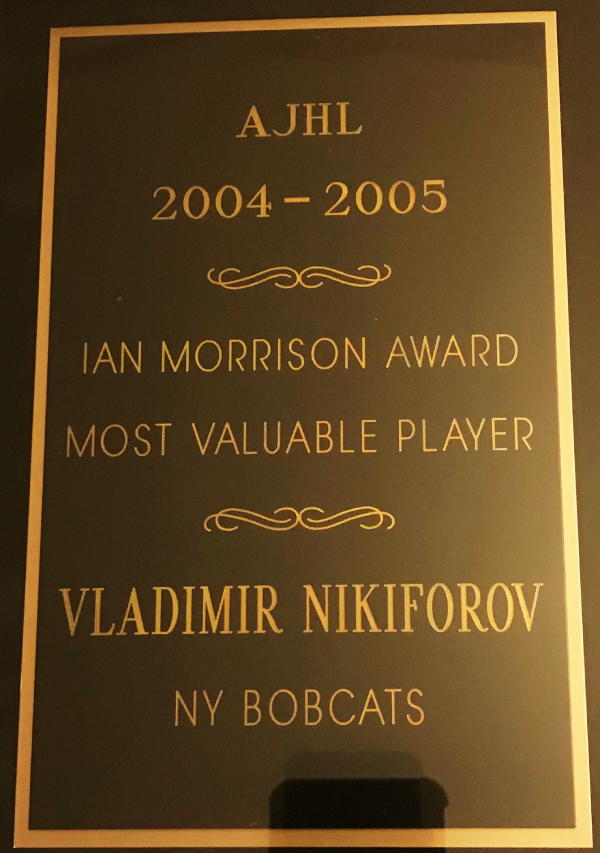 AJHL
2004 – 2005
IAN MORRISON AWARD
MOST VALUABLE PLAYER
VLADIMIR NIKIFOROV
NY BOBCATS